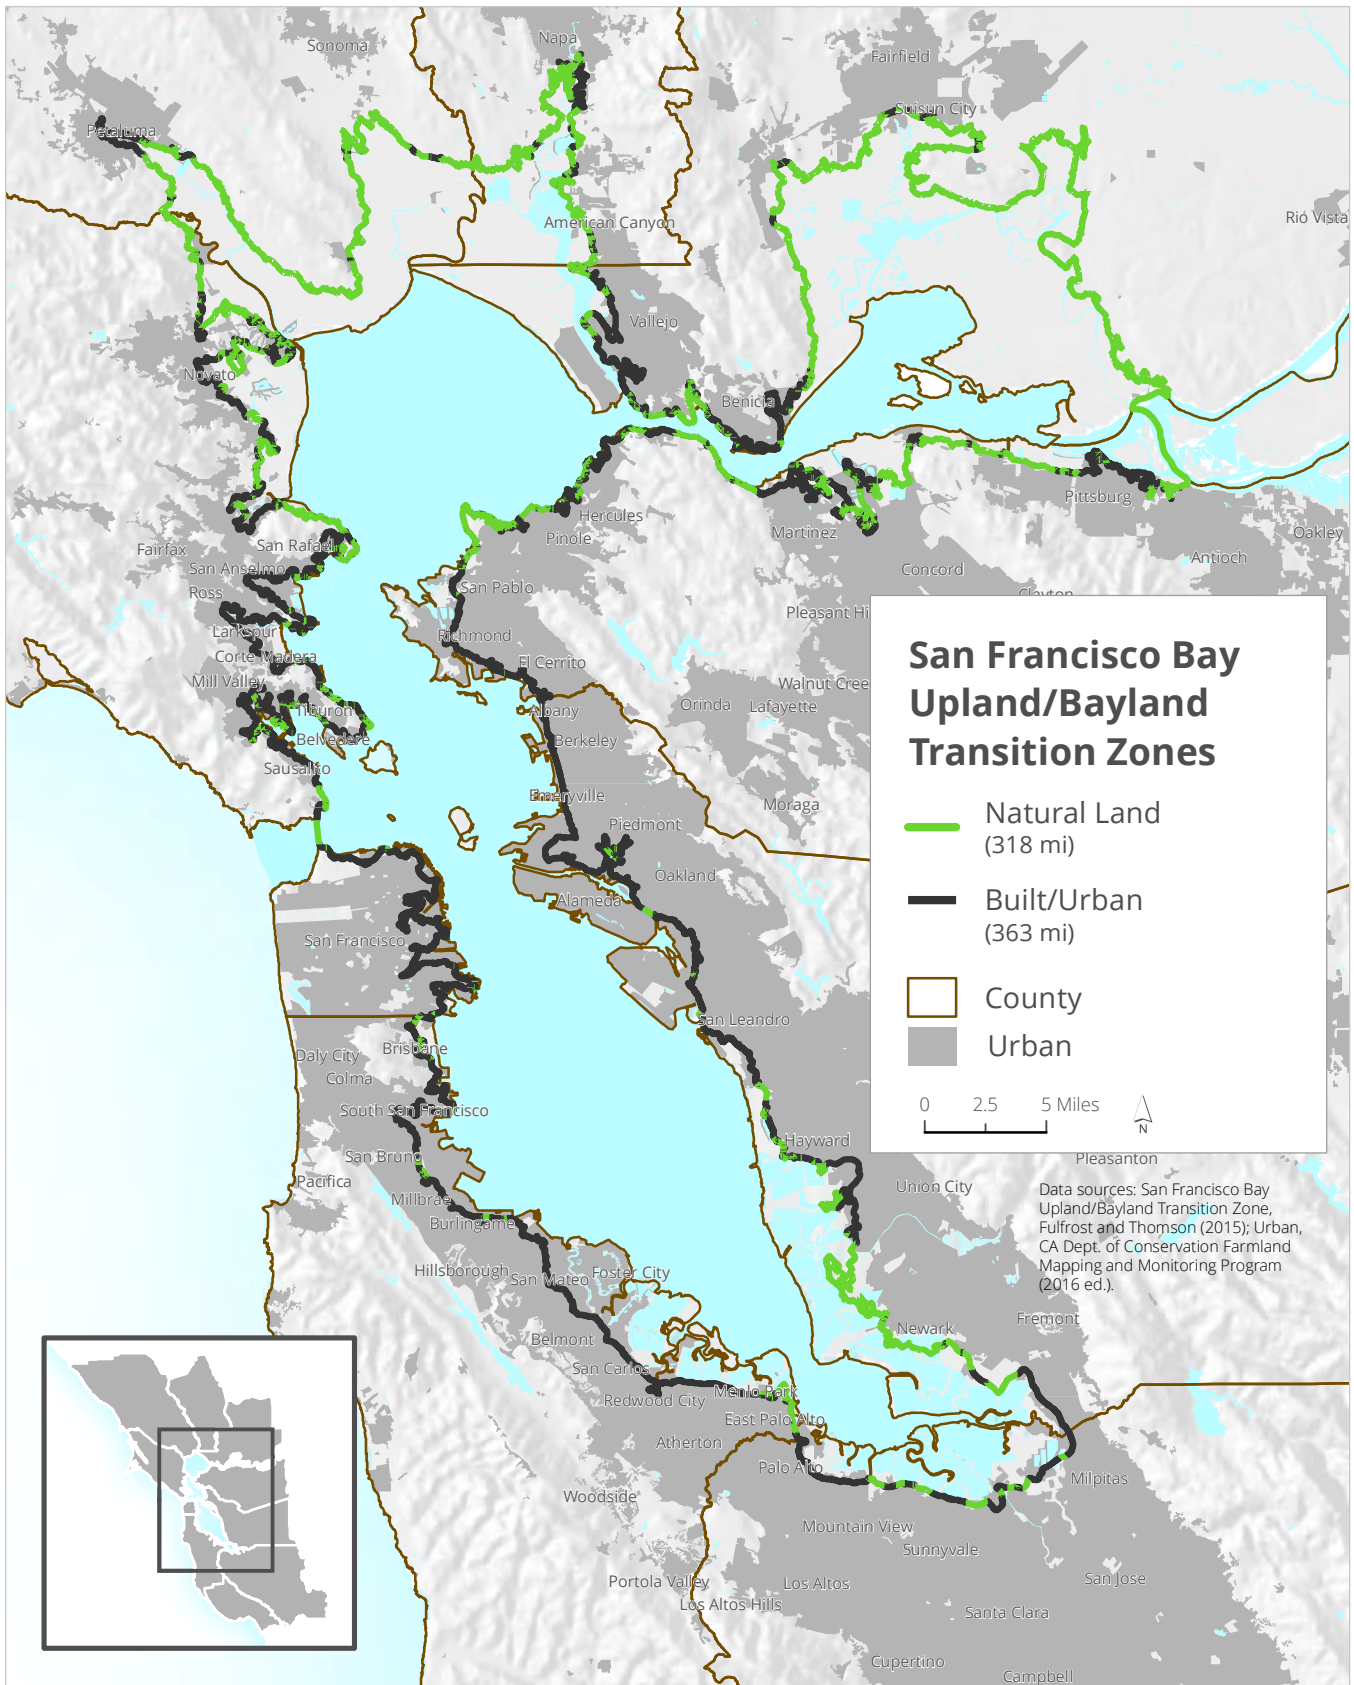 Napa
Sonoma
Fairfield
Suisun City
Petaluma
Rio Vista
American Canyon
Vallejo
Novato
Benicia
Pittsburg
Hercules
Pinole
Martinez
Oakley
Fairfax
San Rafael
Antioch
San Anselmo
Concord
Ross
San Pablo
Clayton
Pleasant Hi
Larkspur
Richmond
Corte Madera
El Cerrito
Mill Valley
Walnut Cree
Orinda
Lafayette
Tiburon
Albany
Belvedere
Berkeley
Sausalito
Emeryville
Moraga
Piedmont
Oakland
Alameda
San Francisco
San Leandro
Daly City
Brisbane
Colma
South San Francisco
Hayward
San Bruno
Pleasanton
Pacifica
Union City
Millbrae
Burlingame
Hillsborough
San Mateo
Foster City
Fremont
Newark
Belmont
San Carlos
Redwood City
Menlo Park
East Palo Alto
Atherton
Palo Alto
Milpitas
Woodside
Mountain View
Sunnyvale
Portola Valley
Los Altos
San Jose
Los Altos Hills
Santa Clara
Cupertino
Campbell
San Francisco Bay
Upland/Bayland
Transition Zones
Natural Land
(318 mi)
Built/Urban
(363 mi)
County
Urban
0 2.5 5 Miles
N
Data sources: San Francisco Bay
Upland/Bayland Transition Zone,
Fulfrost and Thomson (2015); Urban,
CA Dept. of Conservation Farmland
Mapping and Monitoring Program
(2016 ed.).